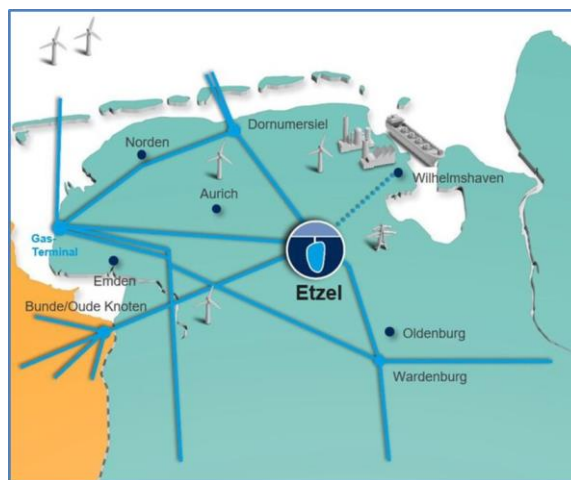 Norden
Dornumersiel
Wilhelmshaven
Aurich
Gas-
Terminal
Emden
Etzel
Bunde/Oude Knoten
Oldenburg
Wardenburg